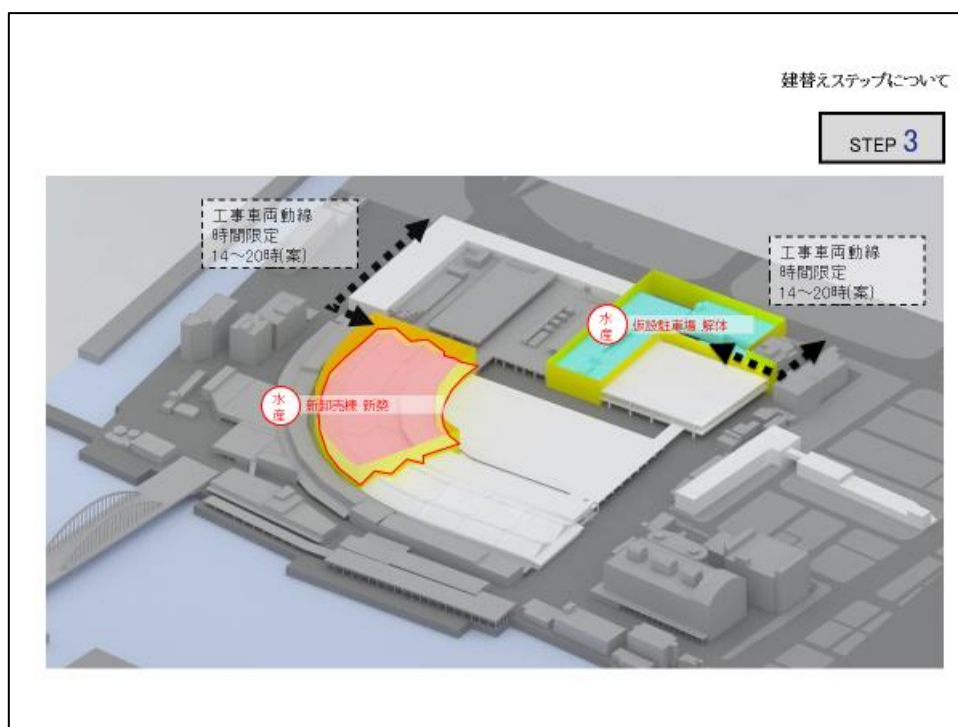 建替えステップについて
STEP 3
工事車両動線
時間限定
14～20時(案)
工事車両動線
時間限定
14～20時(案)
水産
仮設駐車場 解体
水産
新卸売棟 新築